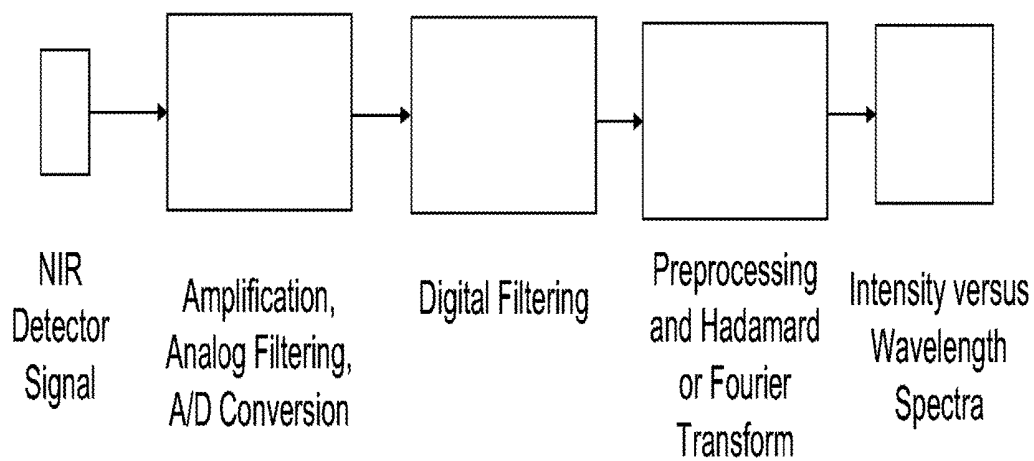 NIR
Detector
Signal
Amplification,
Analog Filtering,
A/D Conversion
Digital Filtering
Preprocessing
and Hadamard
or Fourier
Transform
Intensity versus
Wavelength
Spectra